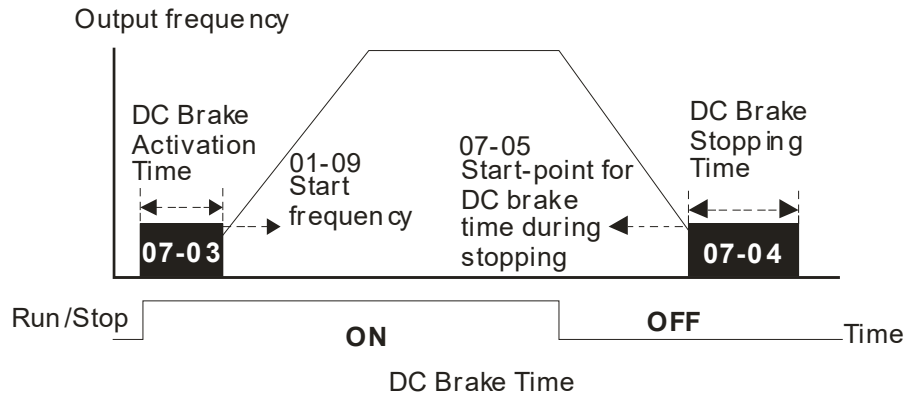 Output frequency
DC Brake
Activation
Time
01-09
Start
frequency
07-05
Start-point for
DC brake
time during
stopping
DC Brake
Stopping
Time
07-03
07-04
Run/Stop
ON
OFF
Time
DC Brake Time